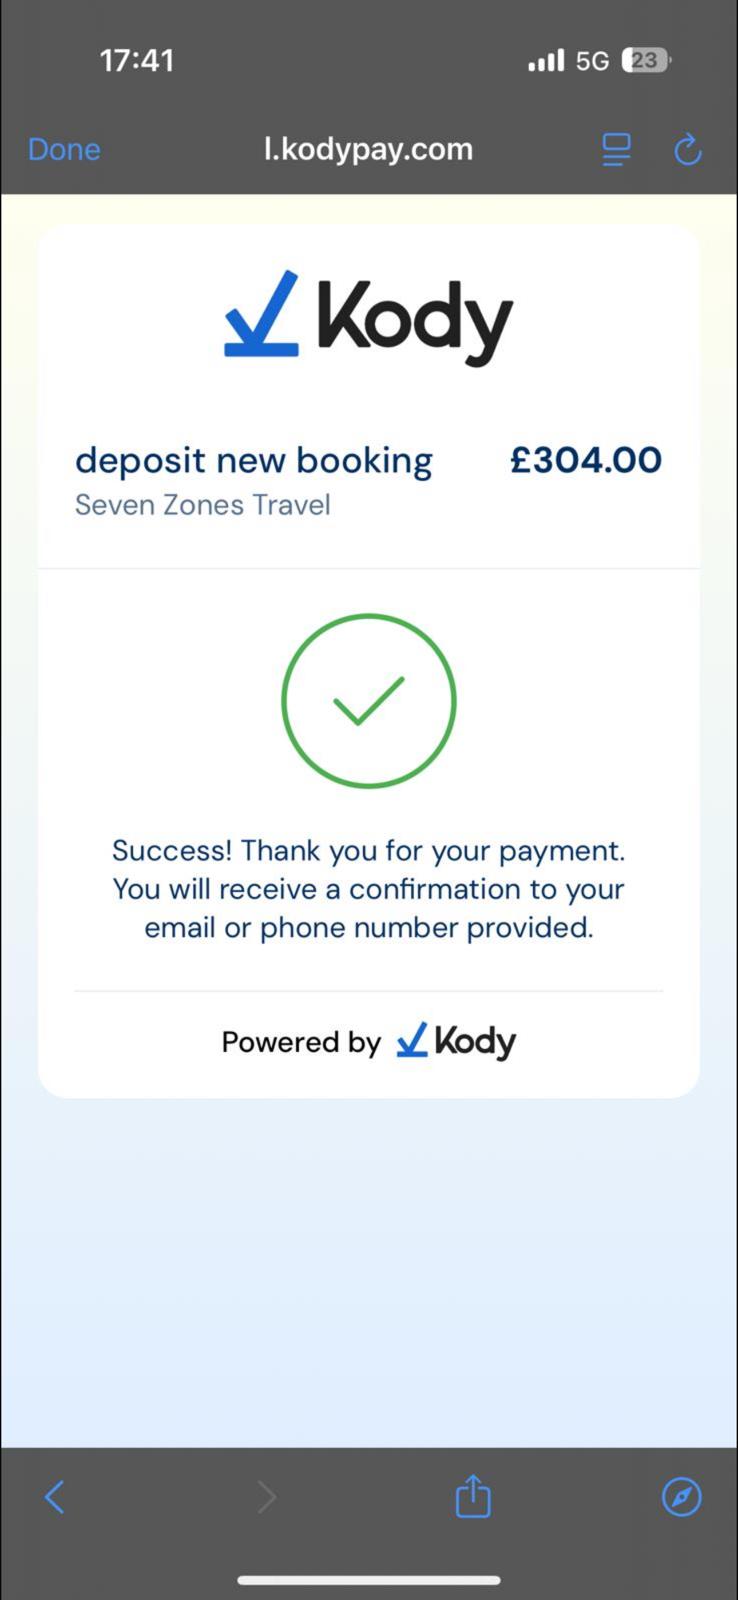 17:41
5G 23
Done
l.kodypay.com
Kody
deposit new booking £304.00
Seven Zones Travel
Success! Thank you for your payment.
You will receive a confirmation to your
email or phone number provided.
Powered by Kody